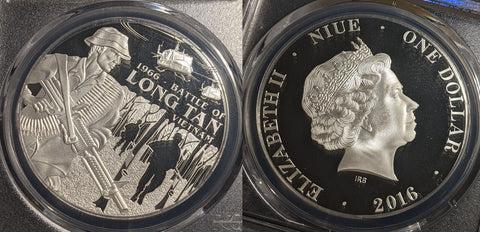 1966 · BATTLE OF
LONG TAN
VIETNAM
ELIZABETH II · NIUE · ONE DOLLAR · 2016 ·
IRB